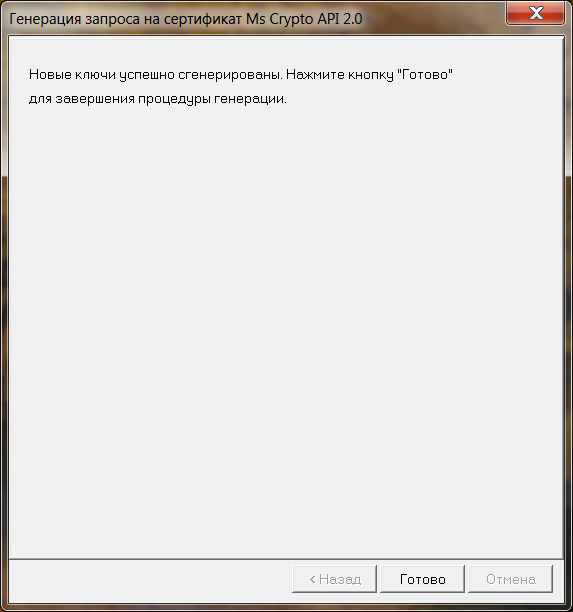 Генерация запроса на сертификат Ms Crypto API 2.0
Новые ключи успешно сгенерированы. Нажмите кнопку "Готово"
для завершения процедуры генерации.
< Назад
Готово
Отмена